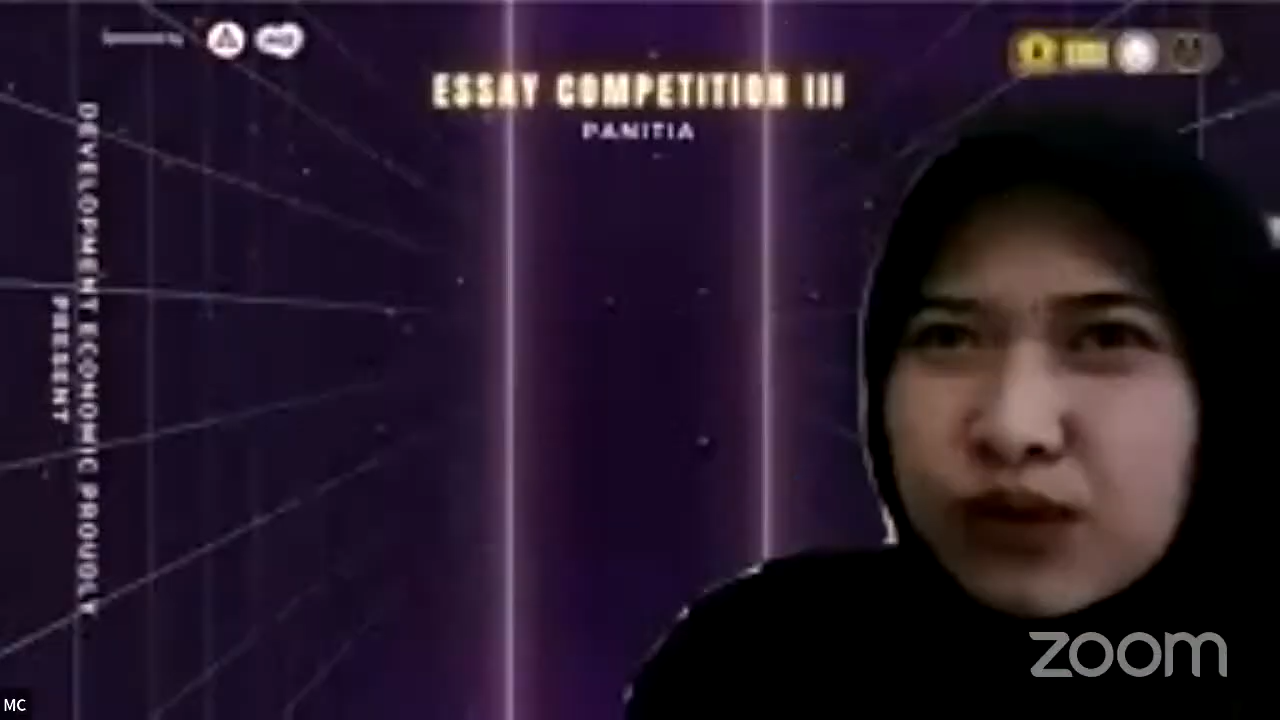 ESSAY COMPETITION III
PANITIA
DEVELOPMENT ECONOMIC PROUDLY
PRESENT
zoom
MC